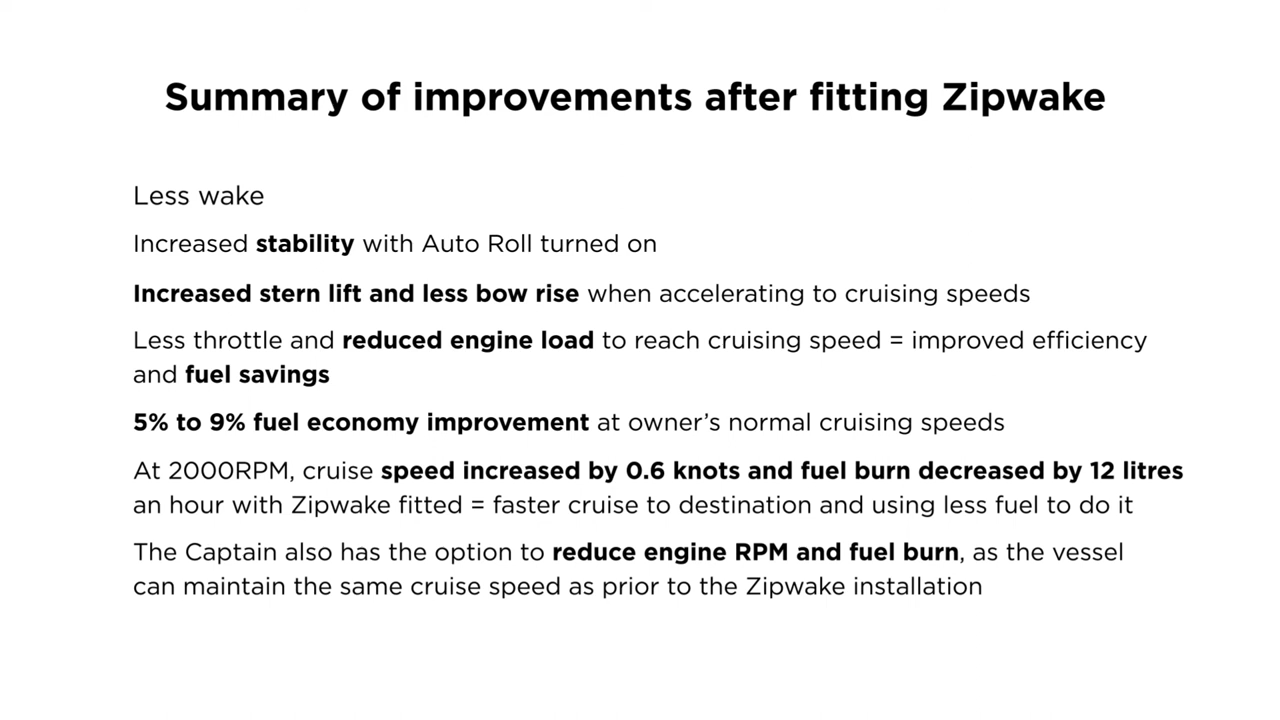 Summary of improvements after fitting Zipwake
Less wake
Increased stability with Auto Roll turned on
Increased stern lift and less bow rise when accelerating to cruising speeds
Less throttle and reduced engine load to reach cruising speed = improved efficiency
and fuel savings
5% to 9% fuel economy improvement at owner’s normal cruising speeds
At 2000RPM, cruise speed increased by 0.6 knots and fuel burn decreased by 12 litres
an hour with Zipwake fitted = faster cruise to destination and using less fuel to do it
The Captain also has the option to reduce engine RPM and fuel burn, as the vessel
can maintain the same cruise speed as prior to the Zipwake installation